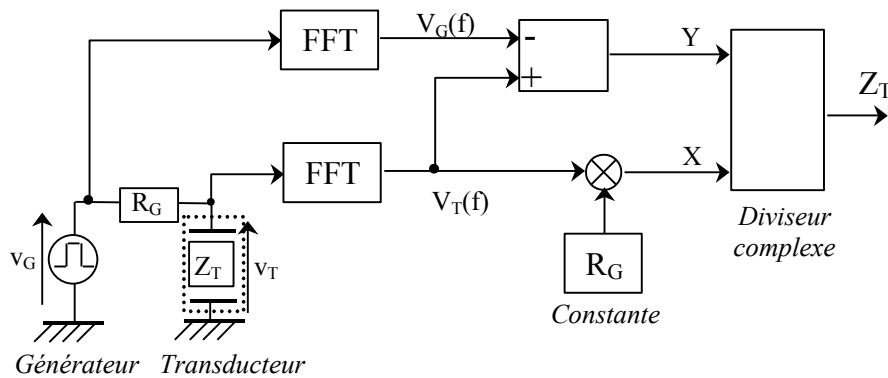 FFT
V_G(f)
-
+
Y
Z_T
FFT
V_T(f)
X
R_G
v_G
Z_T
v_T
R_G
Diviseur
complexe
Constante
Générateur
Transducteur